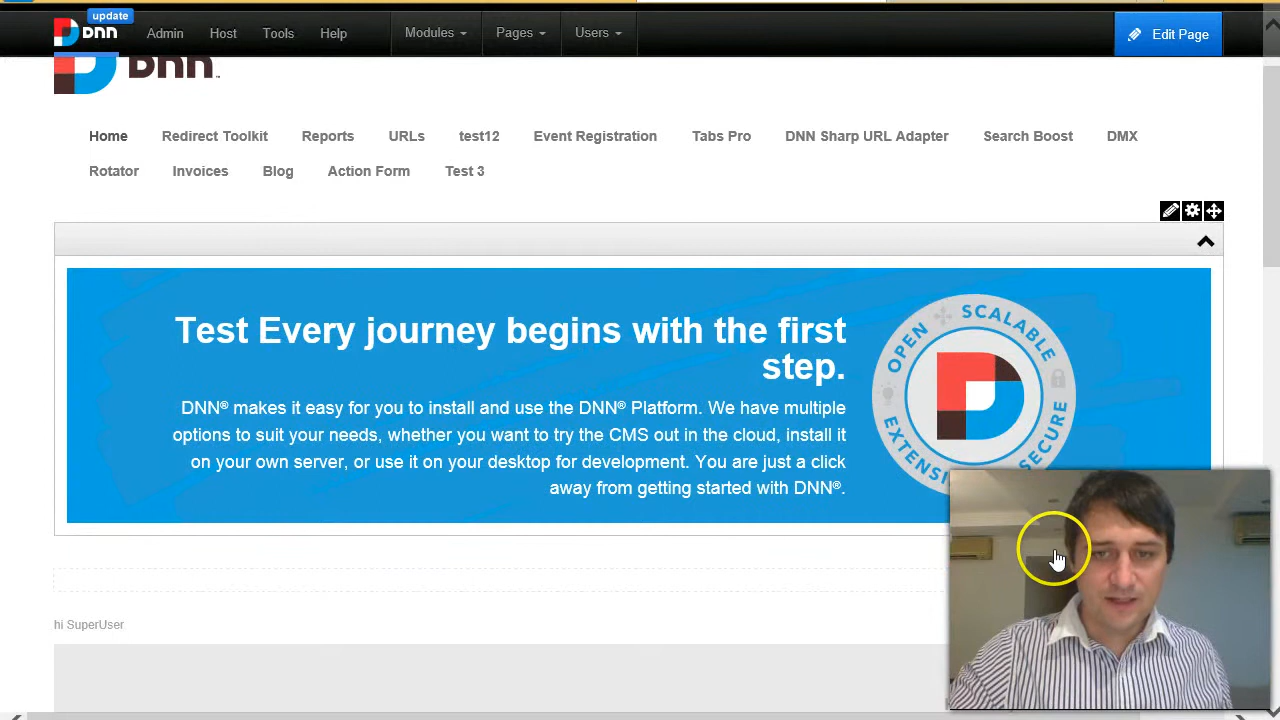 update
DNN Admin Host Tools Help Modules Pages Users Edit Page
DNN
Home Redirect Toolkit Reports URLs test12 Event Registration Tabs Pro DNN Sharp URL Adapter Search Boost DMX
Rotator Invoices Blog Action Form Test 3
Test Every journey begins with the first
step.
DNN® makes it easy for you to install and use the DNN® Platform. We have multiple
options to suit your needs, whether you want to try the CMS out in the cloud, install it
on your own server, or use it on your desktop for development. You are just a click
away from getting started with DNN®.
OPEN SCALABLE
SECURE
hi SuperUser